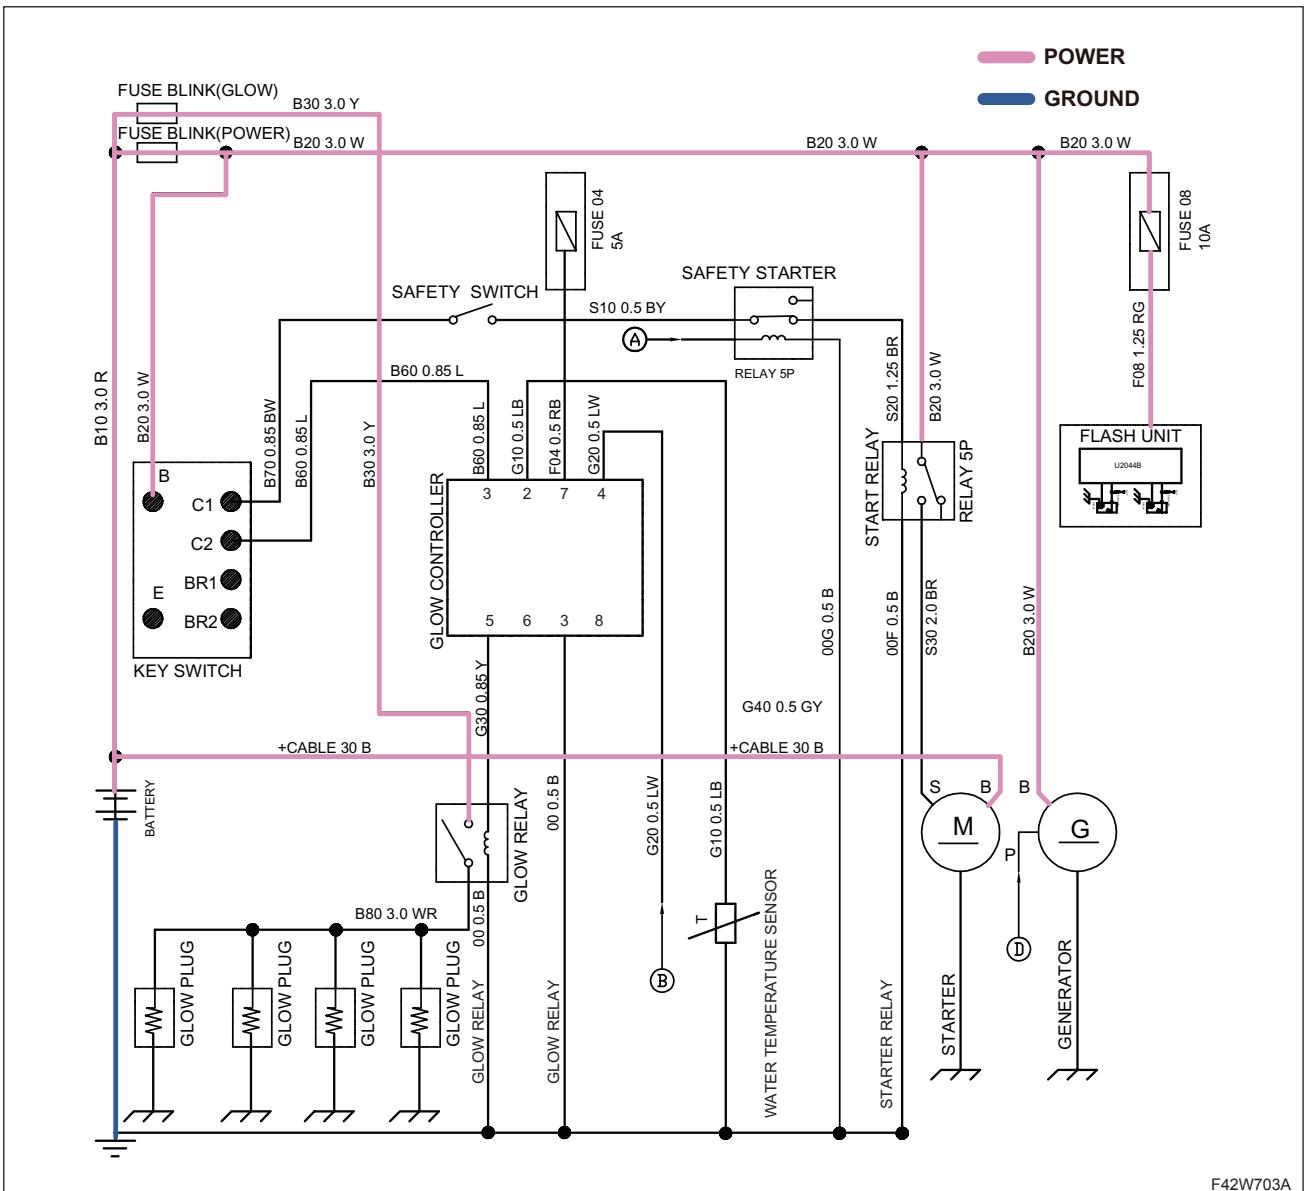 POWER
GROUND
FUSE BLINK(GLOW)
B30 3.0 Y
FUSE BLINK(POWER)
B20 3.0 W
B20 3.0 W
B20 3.0 W
FUSE 04
5A
FUSE 08
10A
SAFETY STARTER
SAFETY SWITCH
S10 0.5 BY
A
RELAY 5P
B60 0.85 L
B10 3.0 R
B20 3.0 W
B70 0.85 BW
B60 0.85 L
B30 3.0 Y
B60 0.85 L
G10 0.5 LB
F04 0.5 RB
G20 0.5 LW
S20 1.25 BR
B20 3.0 W
F08 1.25 RG
FLASH UNIT
U2044B
START RELAY
RELAY 5P
B
C1
C2
BR1
E
BR2
KEY SWITCH
GLOW CONTROLLER
3 2 7 4
5 6 3 8
G30 0.85 Y
00G 0.5 B
00F 0.5 B
S30 2.0 BR
B20 3.0 W
G40 0.5 GY
+CABLE 30 B
+CABLE 30 B
BATTERY
GLOW RELAY
00 0.5 B
G20 0.5 LW
G10 0.5 LB
S
B
B
M
G
P
T
WATER TEMPERATURE SENSOR
B80 3.0 WR
00 0.5 B
B
D
GLOW PLUG
GLOW PLUG
GLOW PLUG
GLOW PLUG
GLOW RELAY
GLOW RELAY
STARTER RELAY
STARTER
GENERATOR
F42W703A